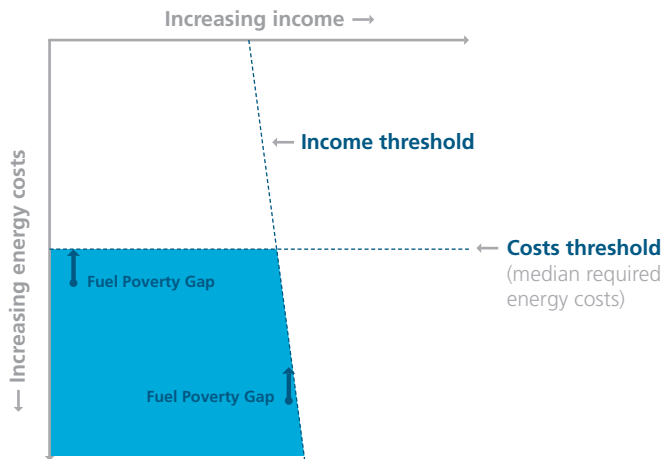 Increasing income →
← Increasing energy costs
← Income threshold
← Costs threshold
(median required
energy costs)
Fuel Poverty Gap
Fuel Poverty Gap